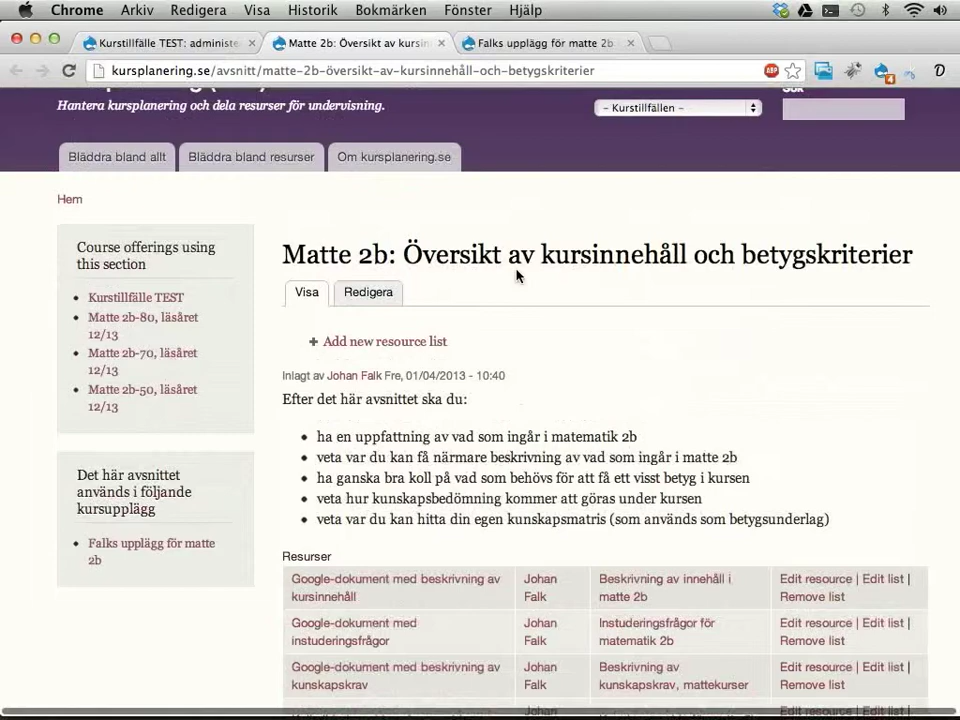 Chrome Arkiv Redigera Visa Historik Bokmärken Fönster Hjälp
Kurstillfälle TEST: administe
Matte 2b: Översikt av kursin
Falks upplägg för matte 2b
kursplanering.se/avsnitt/matte-2b-översikt-av-kursinnehåll-och-betygskriterier
ABP
4
Hantera kursplanering och dela resurser för undervisning.
- Kurstillfällen -
Bläddra bland allt
Bläddra bland resurser
Om kursplanering.se
Hem
Course offerings using
this section
Kurstillfälle TEST
Matte 2b-80, läsåret
12/13
Matte 2b-70, läsåret
12/13
Matte 2b-50, läsåret
12/13
Det här avsnittet
används i följande
kursupplägg
Falks upplägg för matte
2b
Matte 2b: Översikt av kursinnehåll och betygskriterier
Visa
Redigera
+ Add new resource list
Inlagt av Johan Falk Fre, 01/04/2013 - 10:40
Efter det här avsnittet ska du:
ha en uppfattning av vad som ingår i matematik 2b
veta var du kan få närmare beskrivning av vad som ingår i matte 2b
ha ganska bra koll på vad som behövs för att få ett visst betyg i kursen
veta hur kunskapsbedömning kommer att göras under kursen
veta var du kan hitta din egen kunskapsmatris (som används som betygsunderlag)
Resurser
Google-dokument med beskrivning av
kursinnehåll
Johan
Falk
Beskrivning av innehåll i
matte 2b
Edit resource | Edit list |
Remove list
Google-dokument med
instuderingsfrågor
Johan
Falk
Instuderingsfrågor för
matematik 2b
Edit resource | Edit list |
Remove list
Google-dokument med beskrivning av
kunskapskrav
Johan
Falk
Beskrivning av
kunskapskrav, mattekurser
Edit resource | Edit list |
Remove list